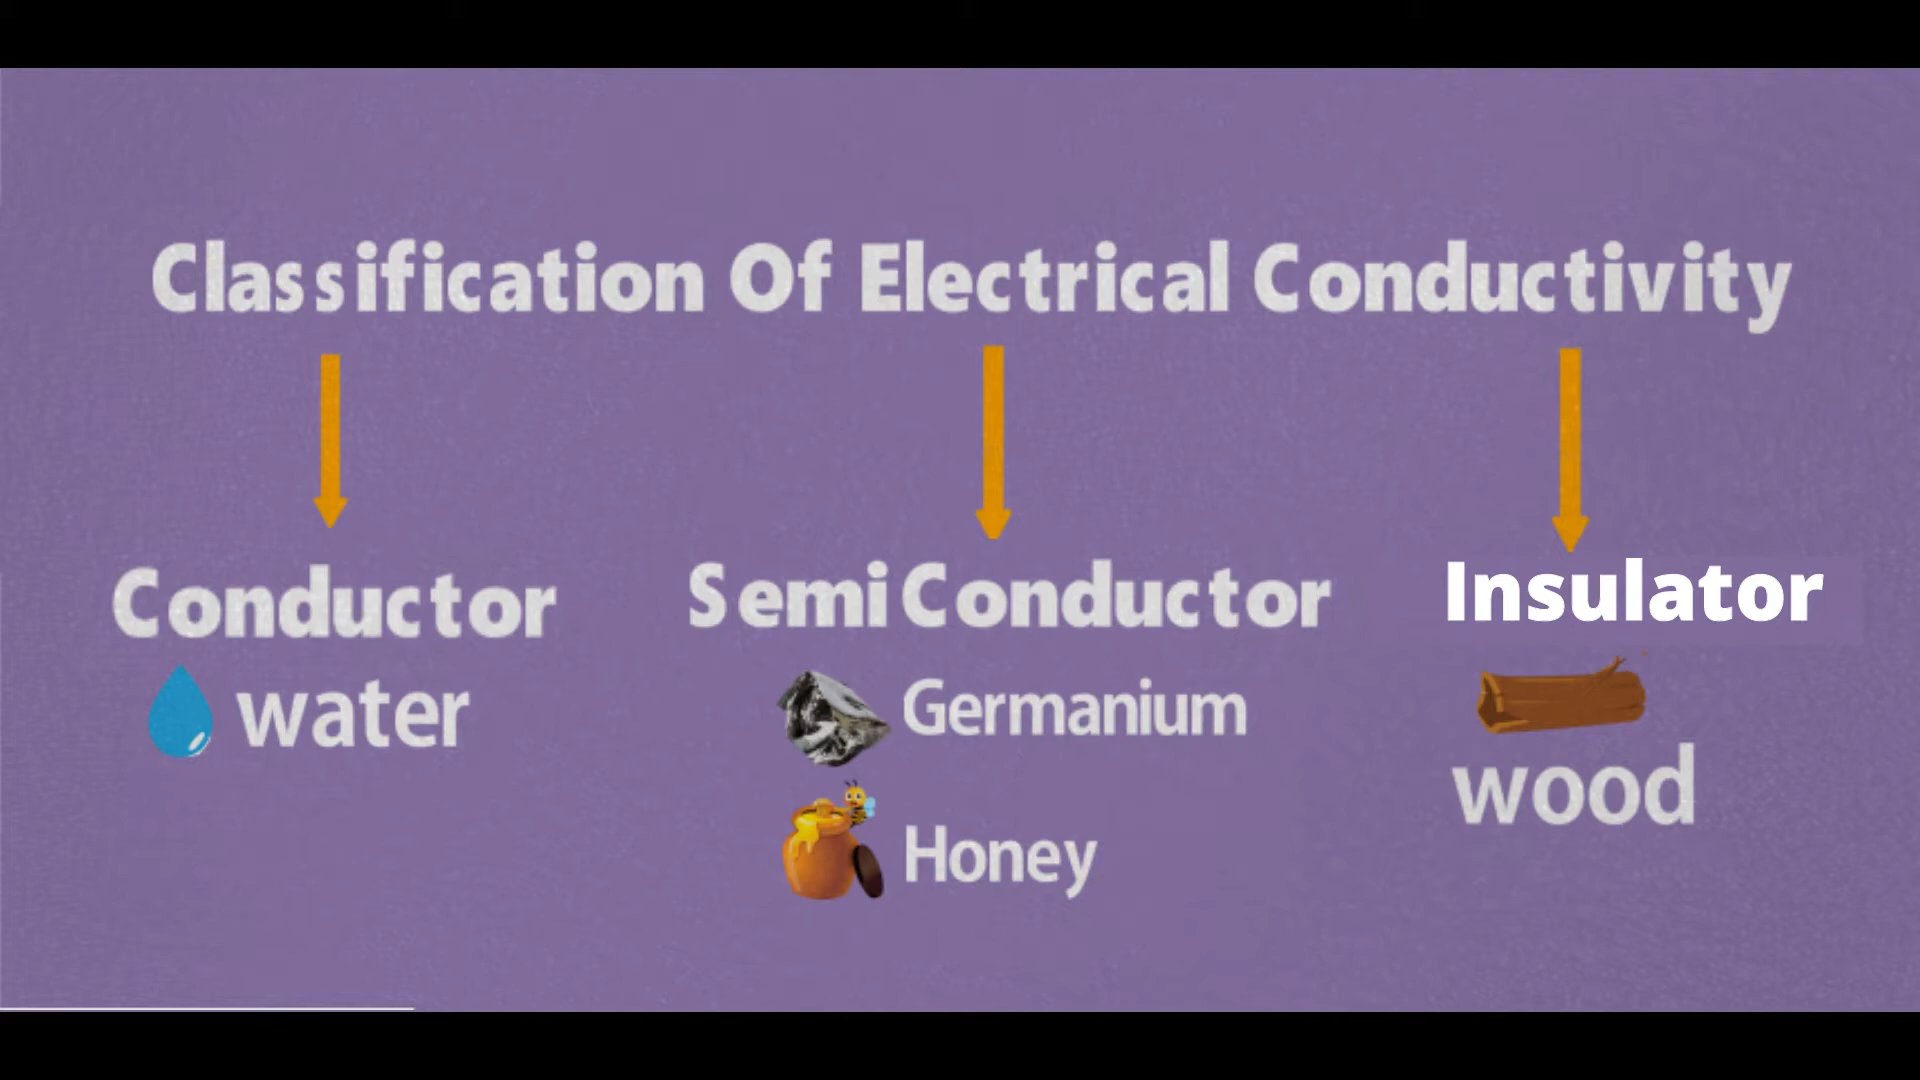 Classification Of Electrical Conductivity
Conductor
water
Semi Conductor
Germanium
Honey
Insulator
wood